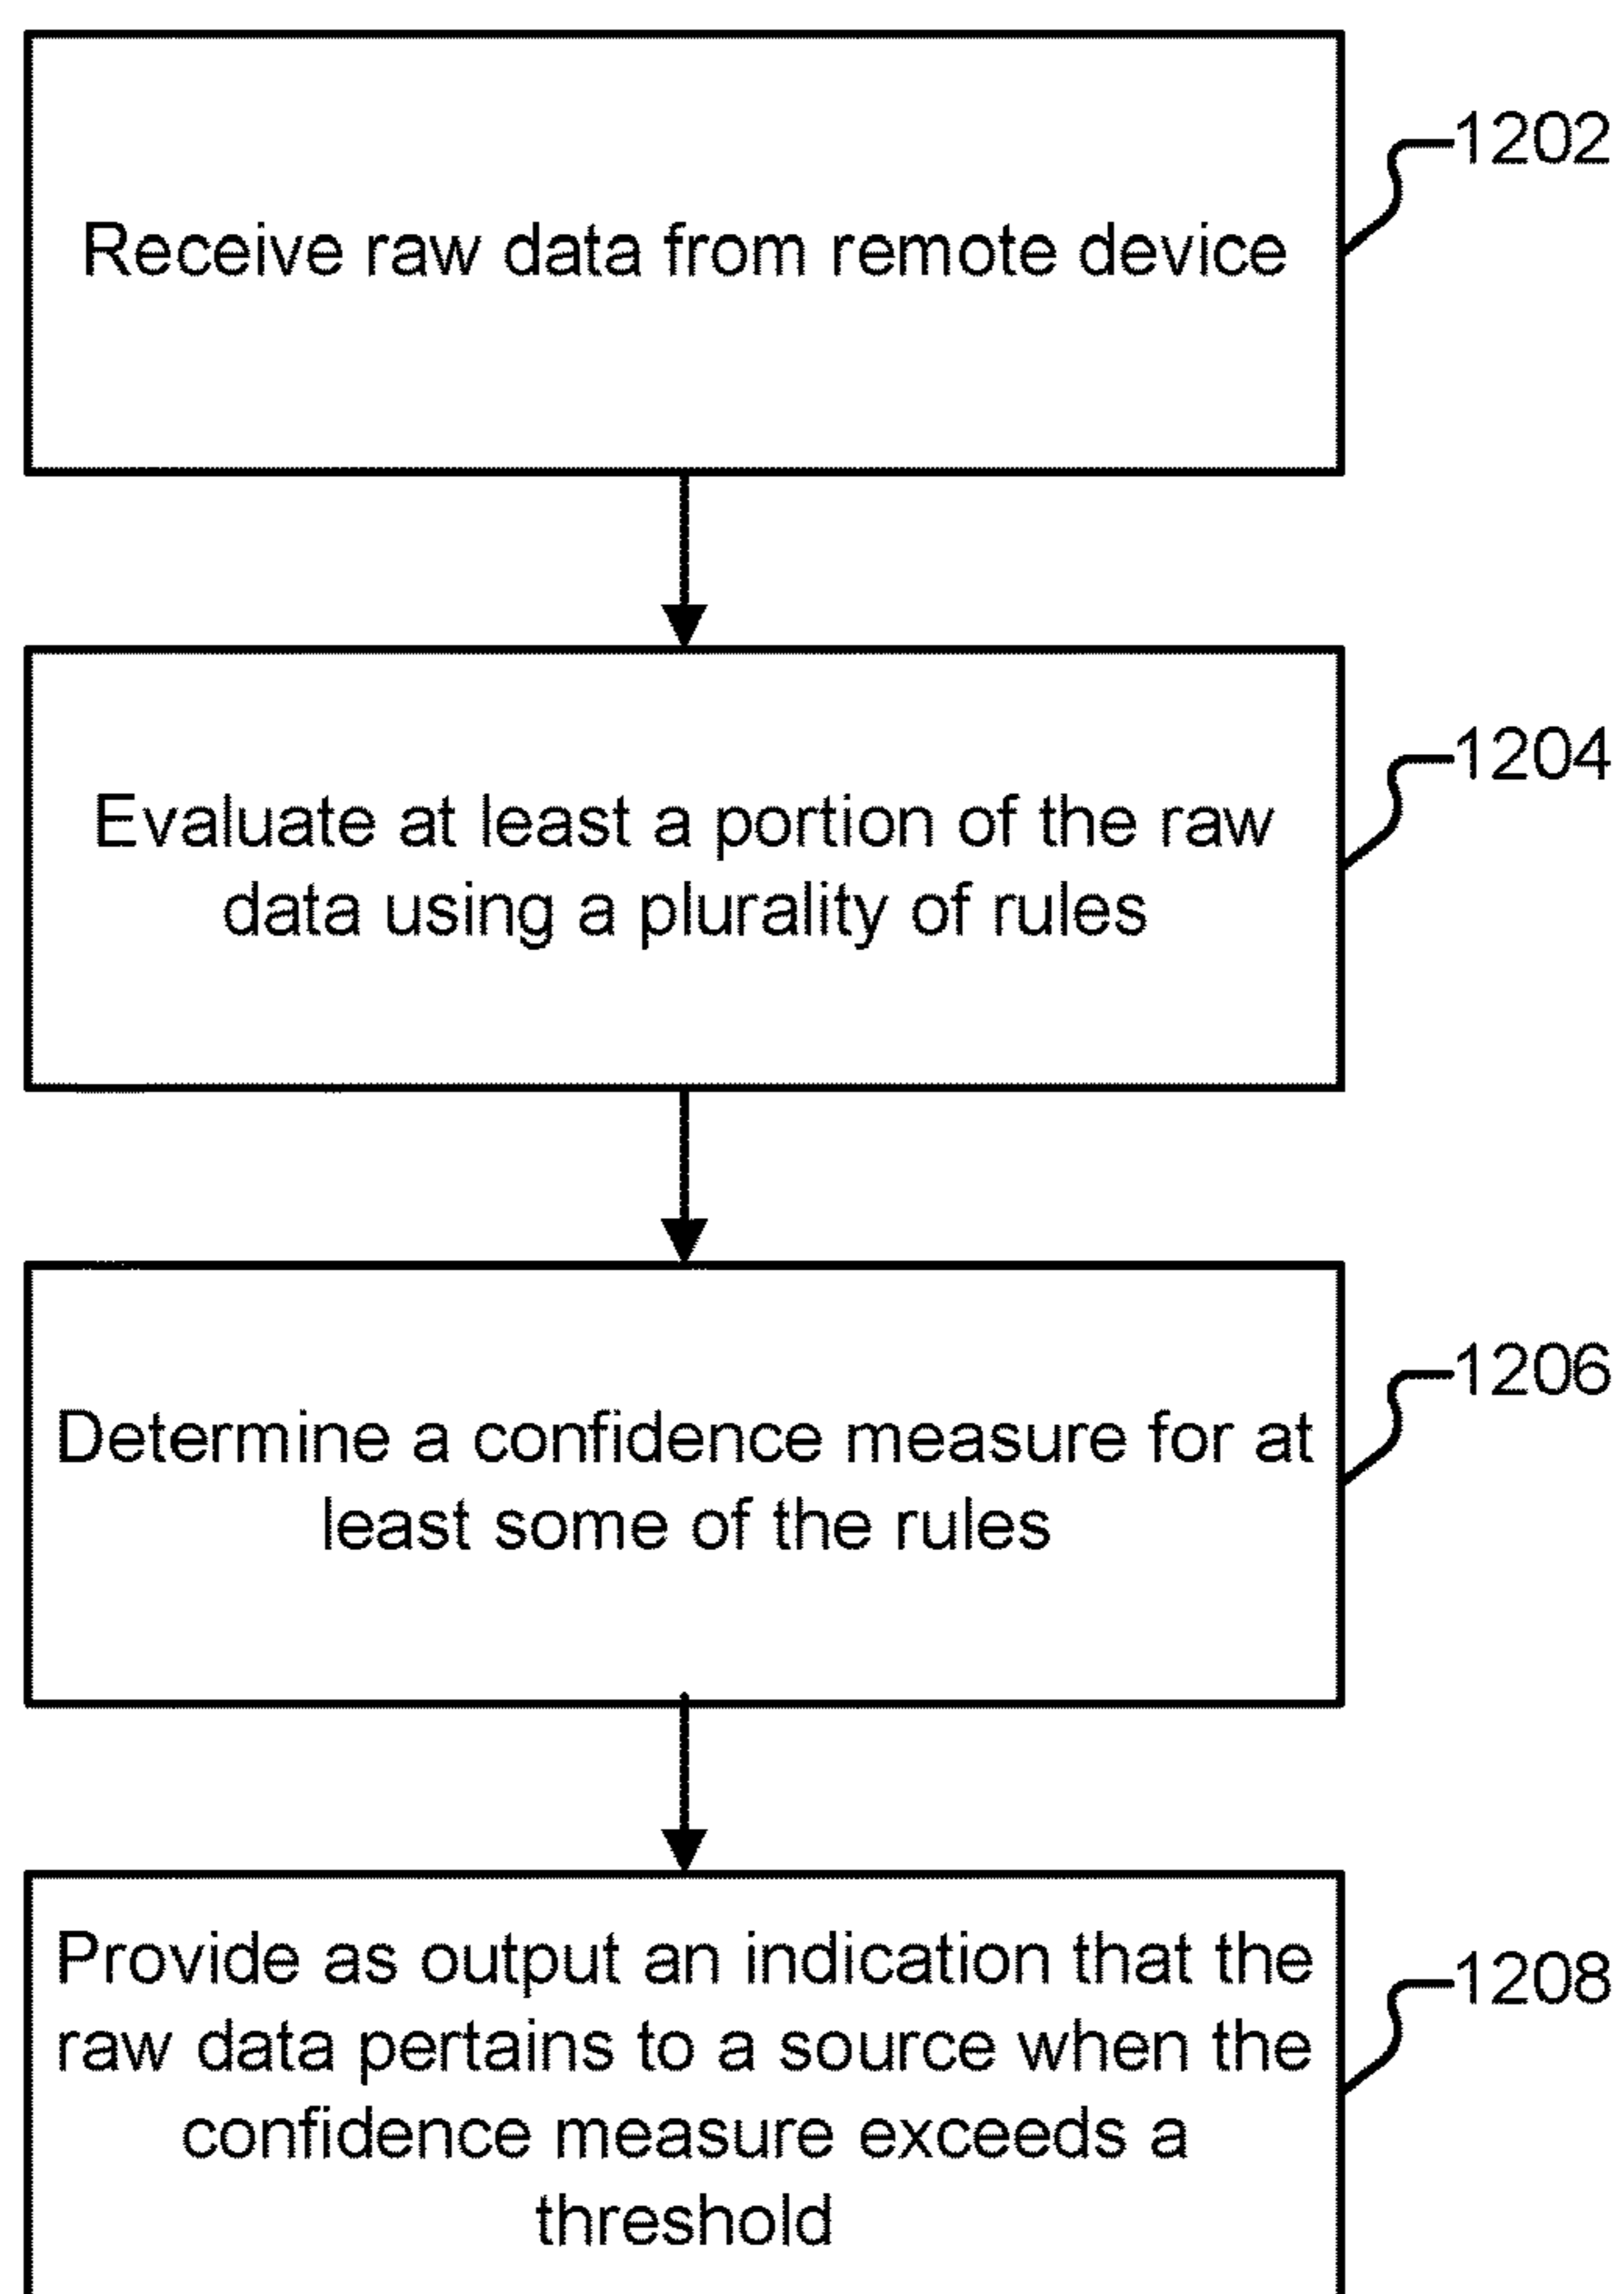 1202
Receive raw data from remote device
1204
Evaluate at least a portion of the raw
data using a plurality of rules
1206
Determine a confidence measure for at
least some of the rules
1208
Provide as output an indication that the
raw data pertains to a source when the
confidence measure exceeds a
threshold